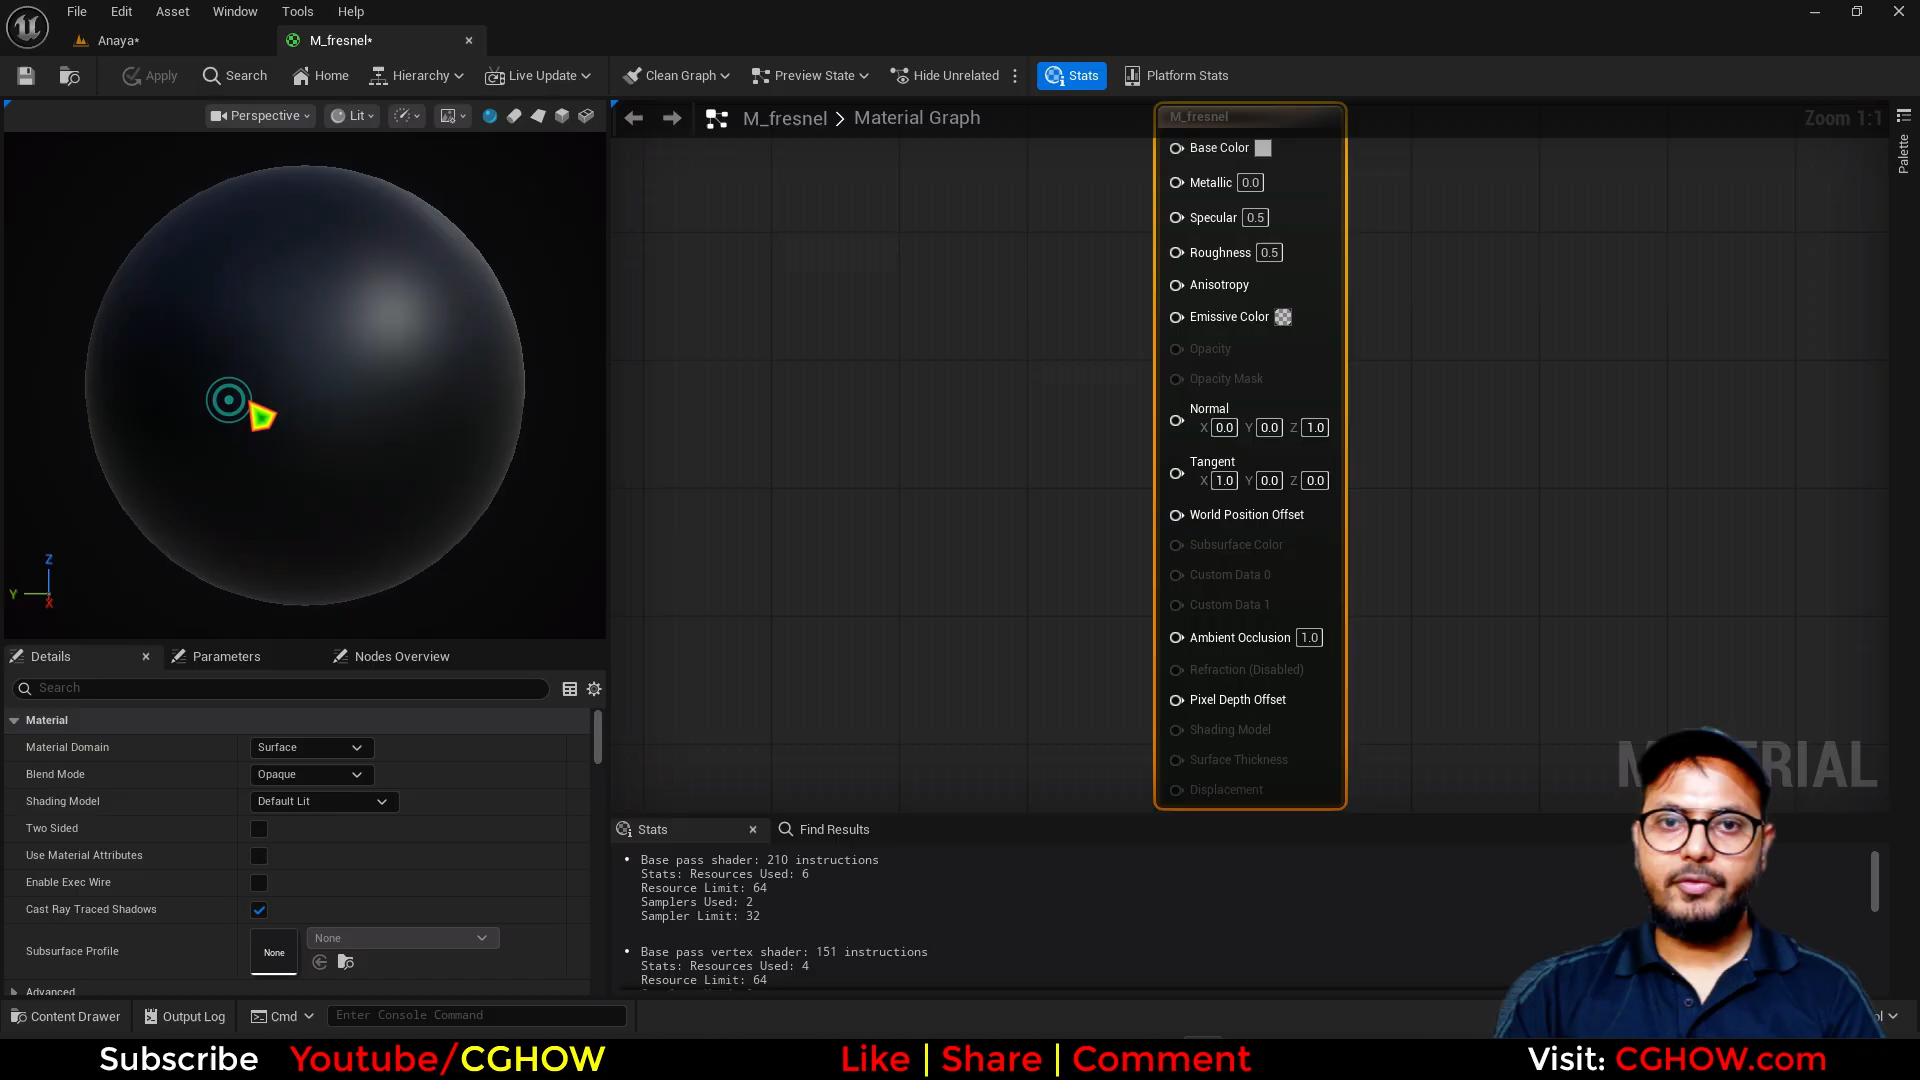 File Edit Asset Window Tools Help
Anaya*
M_fresnel*
Apply Search Home Hierarchy Live Update Clean Graph Preview State Hide Unrelated Stats Platform Stats
Perspective Lit
M_fresnel > Material Graph
Zoom 1:1
Palette
M_fresnel
Base Color
Metallic 0.0
Specular 0.5
Roughness 0.5
Anisotropy
Emissive Color
Opacity
Opacity Mask
Normal
X 0.0 Y 0.0 Z 1.0
Tangent
X 1.0 Y 0.0 Z 0.0
World Position Offset
Subsurface Color
Custom Data 0
Custom Data 1
Ambient Occlusion 1.0
Refraction (Disabled)
Pixel Depth Offset
Shading Model
Surface Thickness
Displacement
Z
Y
X
Details Parameters Nodes Overview
Search
Material
Material Domain Surface
Blend Mode Opaque
Shading Model Default Lit
Two Sided
Use Material Attributes
Enable Exec Wire
Cast Ray Traced Shadows
Subsurface Profile None None
Advanced
Stats Find Results
Base pass shader: 210 instructions
Stats: Resources Used: 6
Resource Limit: 64
Samplers Used: 2
Sampler Limit: 32
Base pass vertex shader: 151 instructions
Stats: Resources Used: 4
Resource Limit: 64
Content Drawer Output Log Cmd Enter Console Command
Subscribe Youtube/CGHOW Like | Share | Comment Visit: CGHOW.com